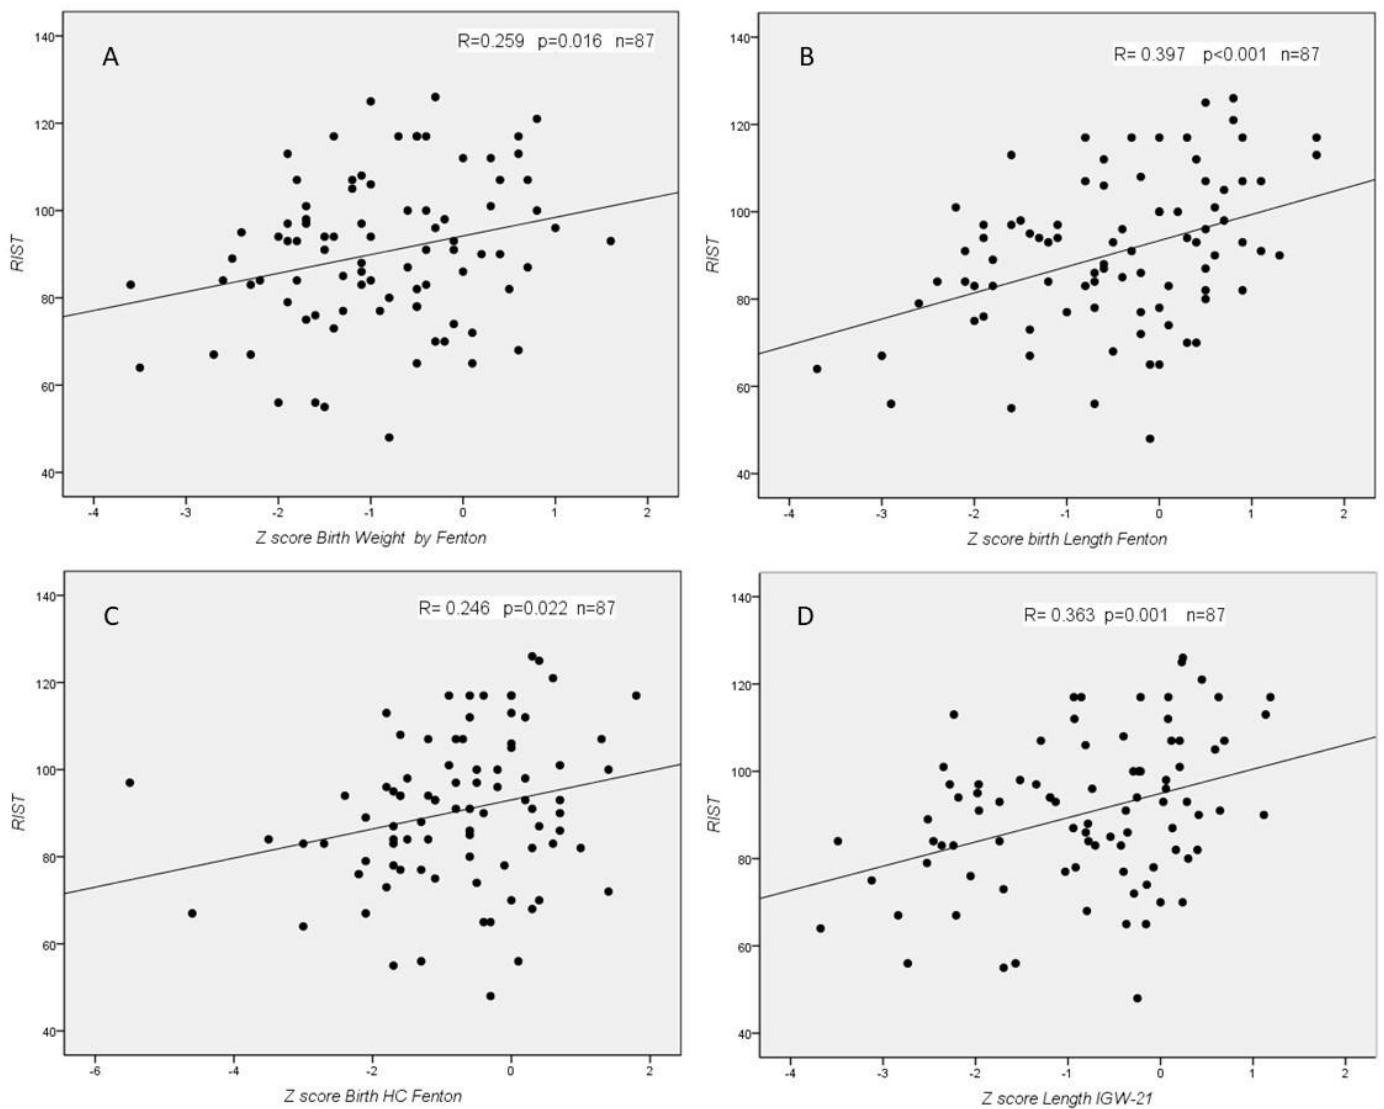 A
R=0.259 p=0.016 n=87
140
120
100
80
60
40
RIST
-4 -3 -2 -1 0 1 2
Z score Birth Weight by Fenton
B
R= 0.397 p<0.001 n=87
140
120
100
80
60
40
RIST
-4 -3 -2 -1 0 1 2
Z score birth Length Fenton
C
R= 0.246 p=0.022 n=87
140
120
100
80
60
40
RIST
-6 -4 -2 0 2
Z score Birth HC Fenton
D
R= 0.363 p=0.001 n=87
140
120
100
80
60
40
RIST
-4 -3 -2 -1 0 1 2
Z score Length IGW-21